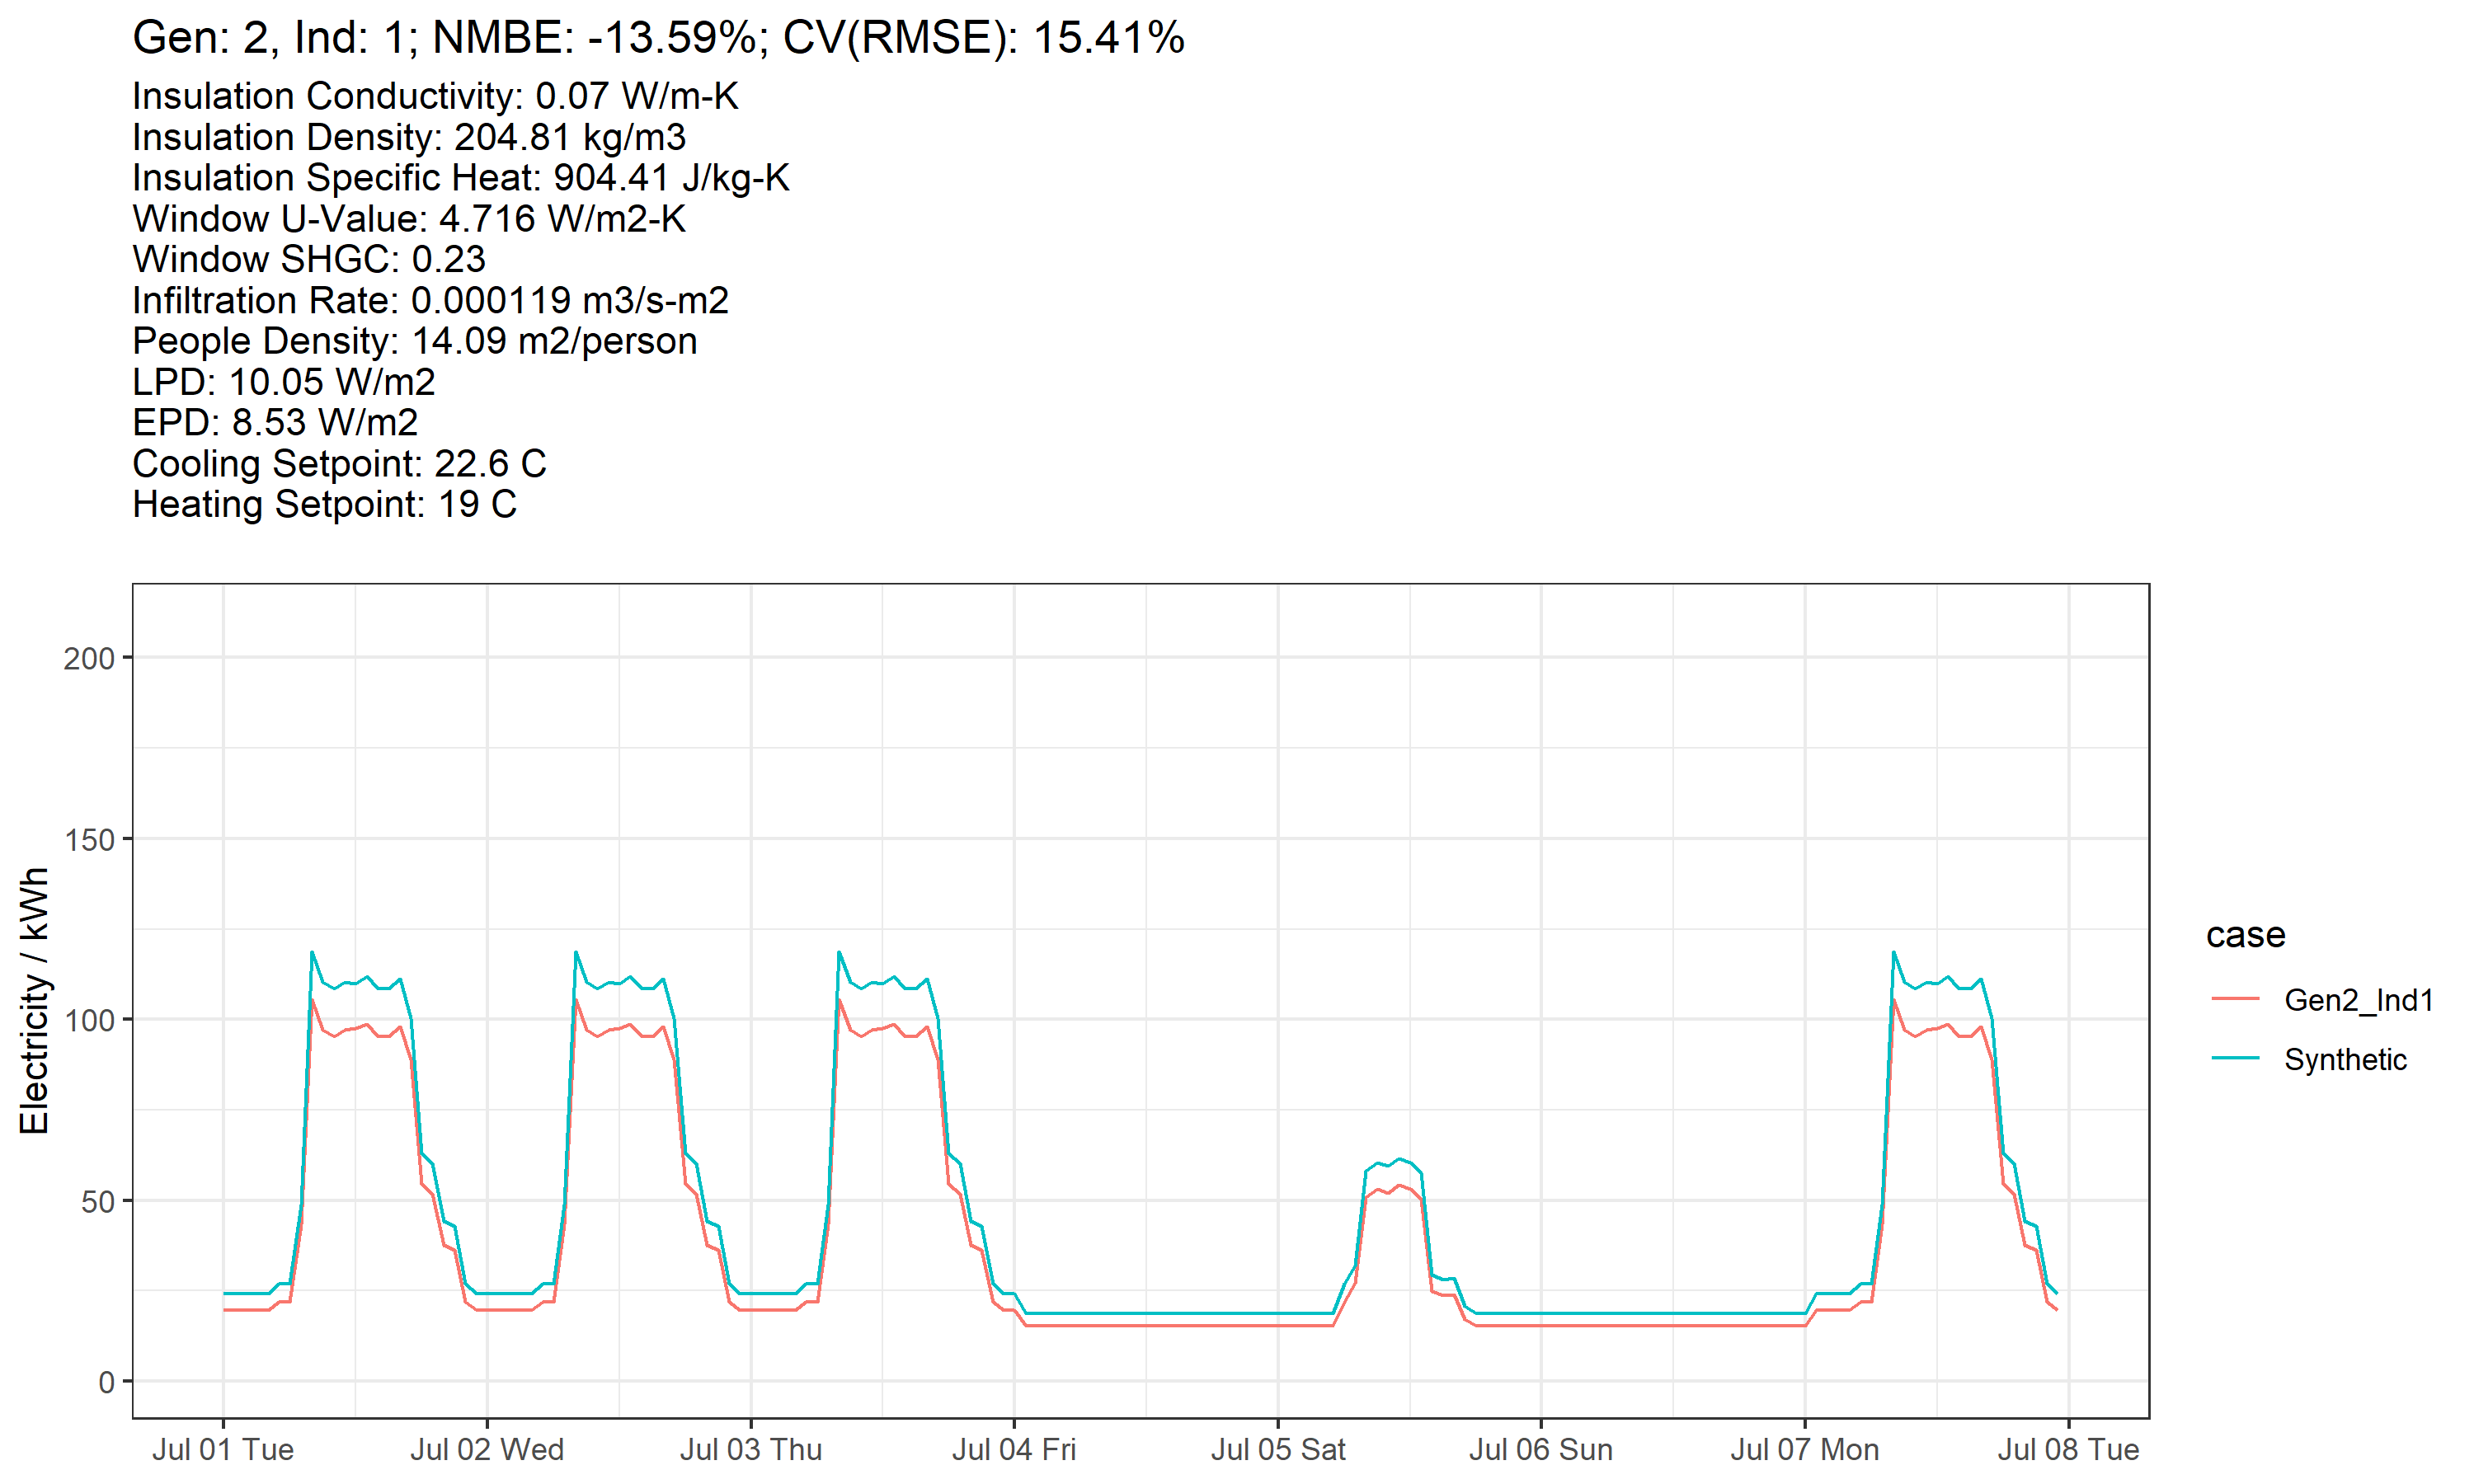 Gen: 2, Ind: 1; NMBE: -13.59%; CV(RMSE): 15.41%
Insulation Conductivity: 0.07 W/m-K
Insulation Density: 204.81 kg/m3
Insulation Specific Heat: 904.41 J/kg-K
Window U-Value: 4.716 W/m2-K
Window SHGC: 0.23
Infiltration Rate: 0.000119 m3/s-m2
People Density: 14.09 m2/person
LPD: 10.05 W/m2
EPD: 8.53 W/m2
Cooling Setpoint: 22.6 C
Heating Setpoint: 19 C
Electricity / kWh
200
150
100
50
0
Jul 01 Tue
Jul 02 Wed
Jul 03 Thu
Jul 04 Fri
Jul 05 Sat
Jul 06 Sun
Jul 07 Mon
Jul 08 Tue
case
Gen2_Ind1
Synthetic